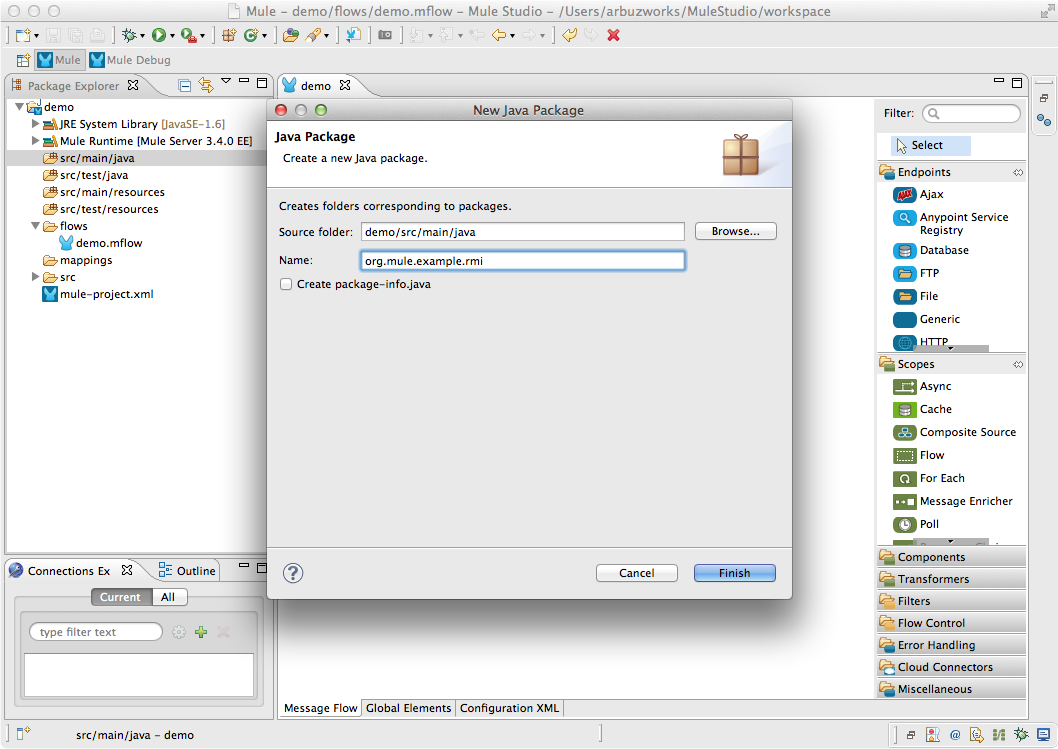 Mule – demo/flows/demo.mflow – Mule Studio – /Users/arbuzworks/MuleStudio/workspace
Mule
Mule Debug
Package Explorer
demo
JRE System Library [JavaSE-1.6]
Mule Runtime [Mule Server 3.4.0 EE]
src/main/java
src/test/java
src/main/resources
src/test/resources
flows
demo.mflow
mappings
src
mule-project.xml
demo
New Java Package
Java Package
Create a new Java package.
Creates folders corresponding to packages.
Source folder:
demo/src/main/java
Browse...
Name:
org.mule.example.rmi
Create package-info.java
?
Cancel
Finish
Filter:
Select
Endpoints
Ajax
Anypoint Service
Registry
Database
FTP
File
Generic
HTTP
Scopes
Async
Cache
Composite Source
Flow
For Each
Message Enricher
Poll
Components
Transformers
Filters
Flow Control
Error Handling
Cloud Connectors
Miscellaneous
Connections Ex
Outline
Current
All
type filter text
Message Flow
Global Elements
Configuration XML
src/main/java – demo